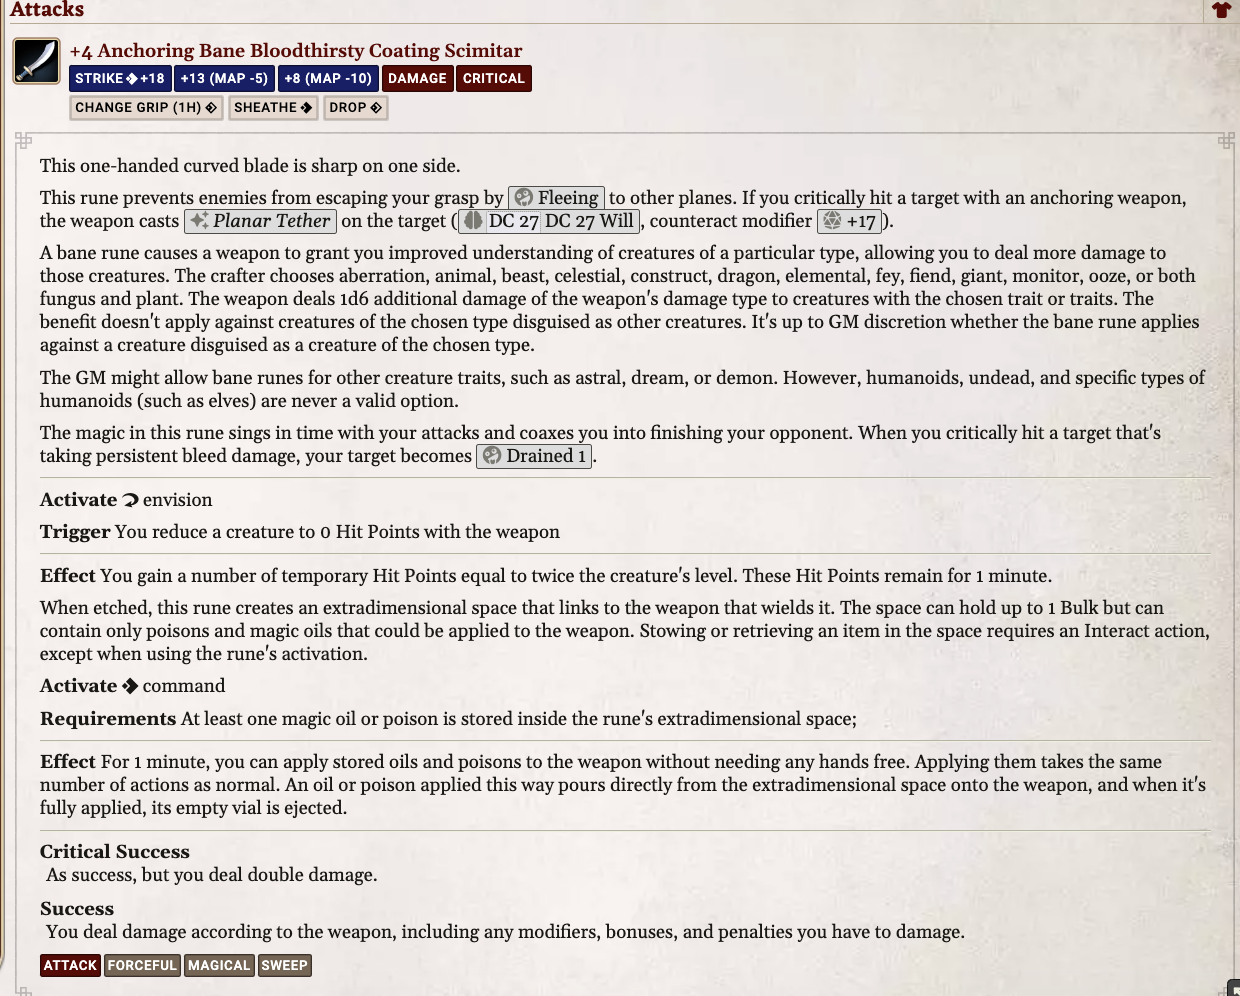 Attacks
+4 Anchoring Bane Bloodthirsty Coating Scimitar
STRIKE +18 +13 (MAP -5) +8 (MAP -10) DAMAGE CRITICAL
CHANGE GRIP (1H) SHEATHE DROP
This one-handed curved blade is sharp on one side.
This rune prevents enemies from escaping your grasp by Fleeing to other planes. If you critically hit a target with an anchoring weapon,
the weapon casts Planar Tether on the target ( DC 27 DC 27 Will , counteract modifier +17 ).
A bane rune causes a weapon to grant you improved understanding of creatures of a particular type, allowing you to deal more damage to
those creatures. The crafter chooses aberration, animal, beast, celestial, construct, dragon, elemental, fey, fiend, giant, monitor, ooze, or both
fungus and plant. The weapon deals 1d6 additional damage of the weapon's damage type to creatures with the chosen trait or traits. The
benefit doesn't apply against creatures of the chosen type disguised as other creatures. It's up to GM discretion whether the bane rune applies
against a creature disguised as a creature of the chosen type.
The GM might allow bane runes for other creature traits, such as astral, dream, or demon. However, humanoids, undead, and specific types of
humanoids (such as elves) are never a valid option.
The magic in this rune sings in time with your attacks and coaxes you into finishing your opponent. When you critically hit a target that's
taking persistent bleed damage, your target becomes Drained 1 .
Activate envision
Trigger You reduce a creature to 0 Hit Points with the weapon
Effect You gain a number of temporary Hit Points equal to twice the creature's level. These Hit Points remain for 1 minute.
When etched, this rune creates an extradimensional space that links to the weapon that wields it. The space can hold up to 1 Bulk but can
contain only poisons and magic oils that could be applied to the weapon. Stowing or retrieving an item in the space requires an Interact action,
except when using the rune's activation.
Activate command
Requirements At least one magic oil or poison is stored inside the rune's extradimensional space;
Effect For 1 minute, you can apply stored oils and poisons to the weapon without needing any hands free. Applying them takes the same
number of actions as normal. An oil or poison applied this way pours directly from the extradimensional space onto the weapon, and when it's
fully applied, its empty vial is ejected.
Critical Success
As success, but you deal double damage.
Success
You deal damage according to the weapon, including any modifiers, bonuses, and penalties you have to damage.
ATTACK FORCEFUL MAGICAL SWEEP